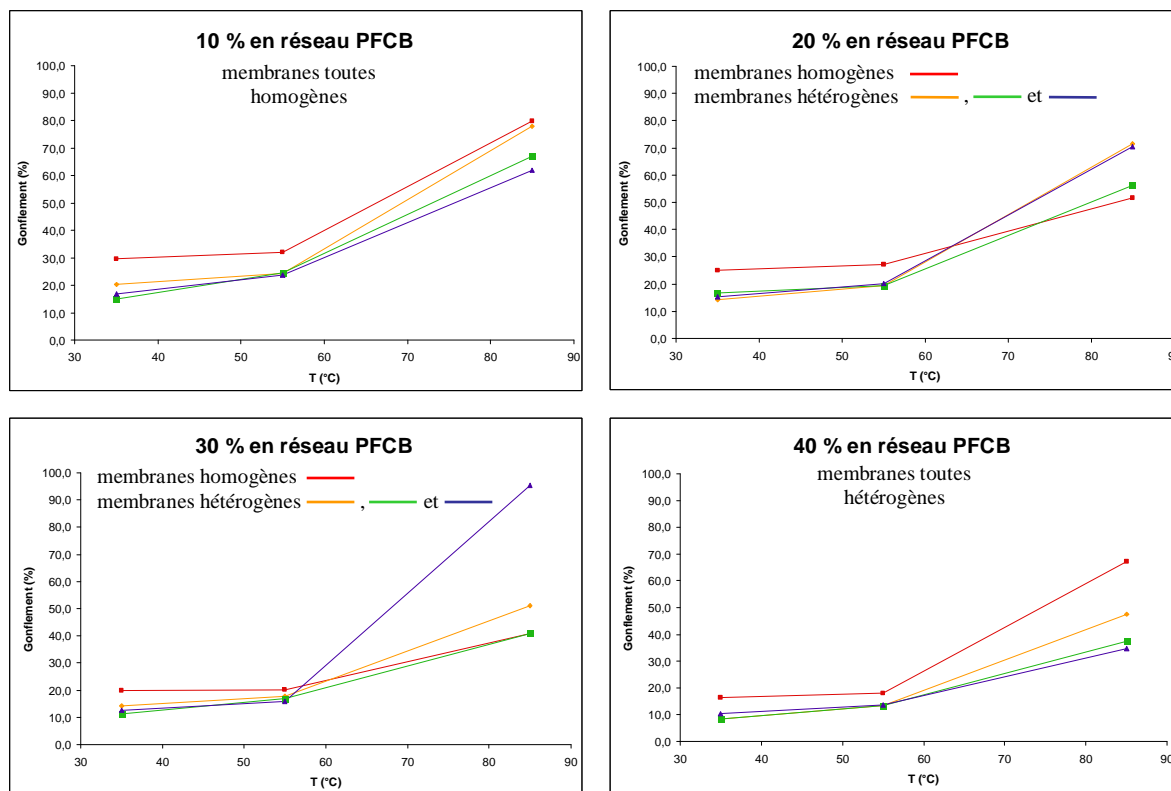 10 % en réseau PFCB
membranes toutes
homogènes
100,0
90,0
80,0
70,0
60,0
50,0
40,0
30,0
20,0
10,0
0,0
Gonflement (%)
30 40 50 60 70 80 90
T (°C)
20 % en réseau PFCB
membranes homogènes
membranes hétérogènes , et
100,0
90,0
80,0
70,0
60,0
50,0
40,0
30,0
20,0
10,0
0,0
Gonflement (%)
30 40 50 60 70 80 90
T (°C)
30 % en réseau PFCB
membranes homogènes
membranes hétérogènes , et
100,0
90,0
80,0
70,0
60,0
50,0
40,0
30,0
20,0
10,0
0,0
Gonflement (%)
30 40 50 60 70 80 90
T (°C)
40 % en réseau PFCB
membranes toutes
hétérogènes
100,0
90,0
80,0
70,0
60,0
50,0
40,0
30,0
20,0
10,0
0,0
Gonflement (%)
30 40 50 60 70 80 90
T (°C)